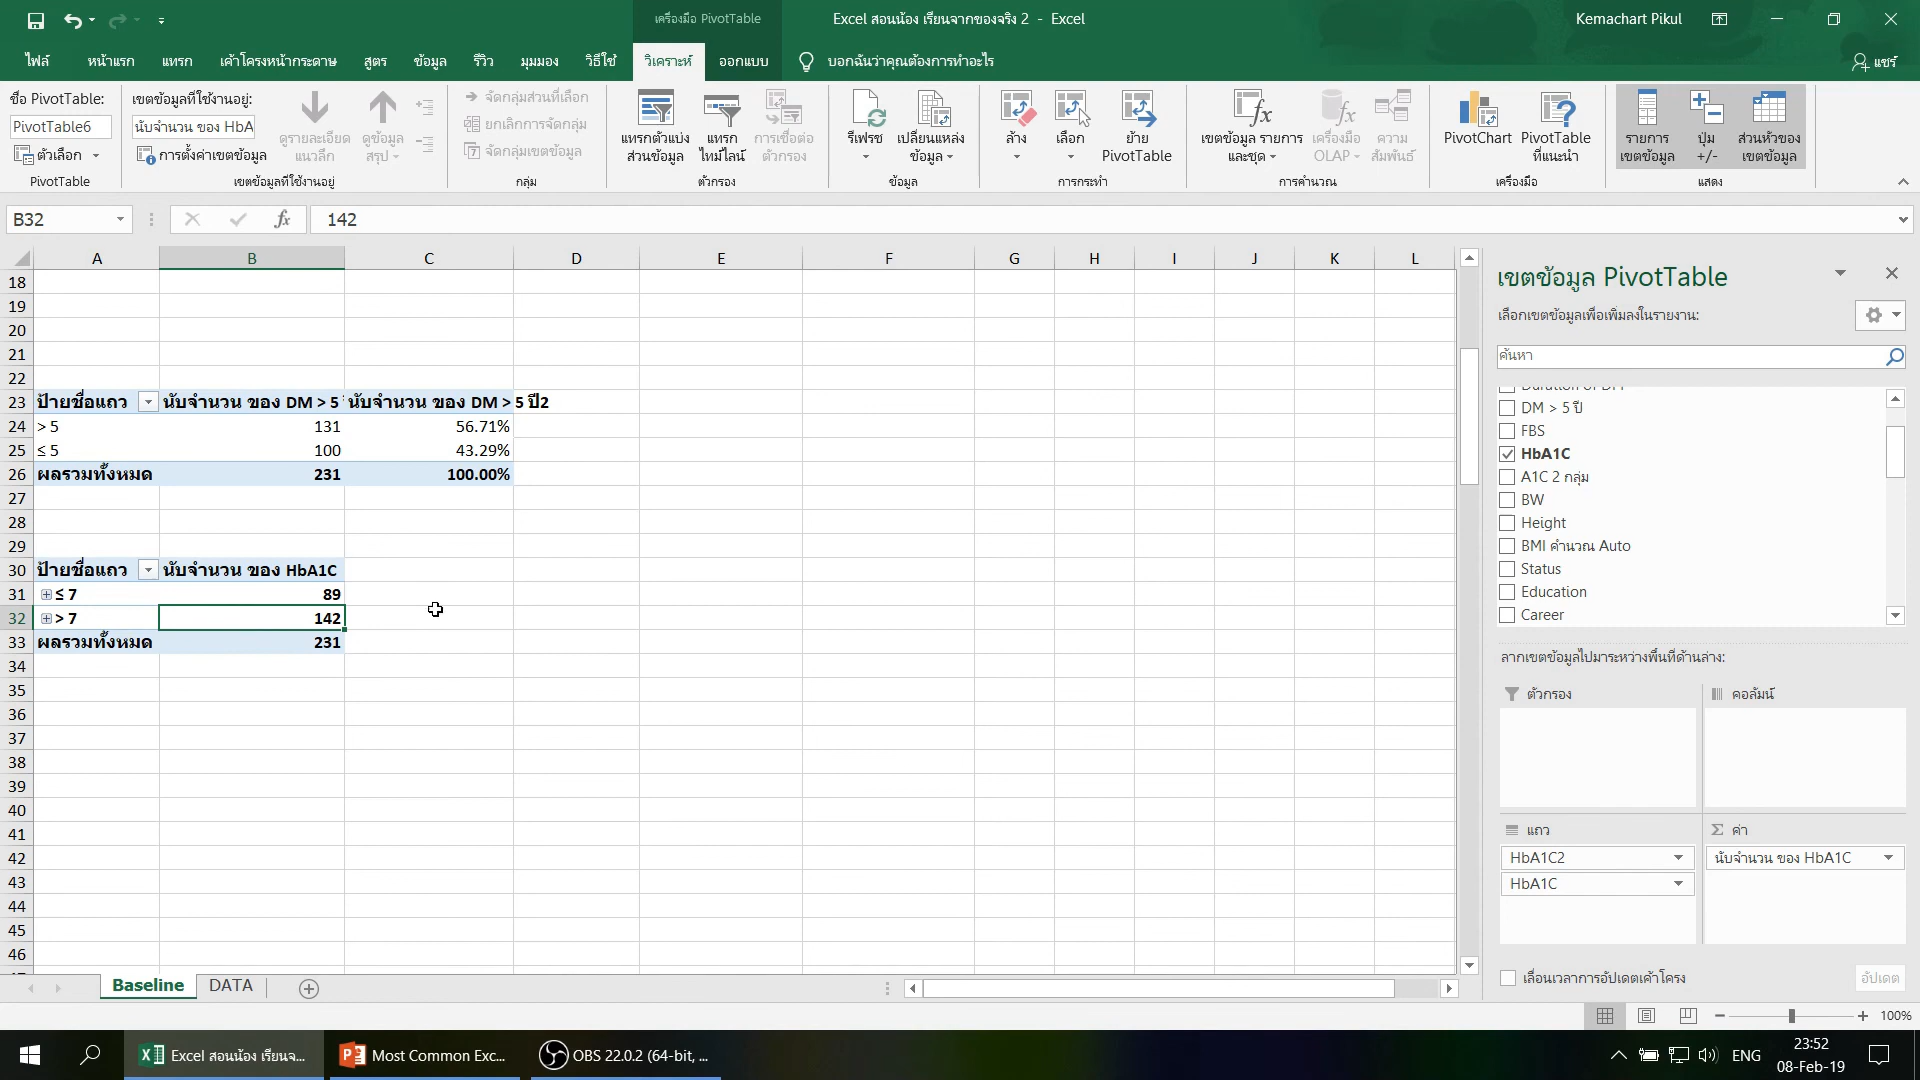 เครื่องมือ PivotTable
Excel สอนน้อง เรียนจากของจริง 2 - Excel
Kemachart Pikul
ไฟล์ หน้าแรก แทรก เค้าโครงหน้ากระดาษ สูตร ข้อมูล รีวิว มุมมอง วิธีใช้ วิเคราะห์ ออกแบบ บอกฉันว่าคุณต้องการทำอะไร แชร์
ชื่อ PivotTable:
PivotTable6
ตัวเลือก
PivotTable
เขตข้อมูลที่ใช้งานอยู่:
นับจำนวน ของ HbA
การตั้งค่าเขตข้อมูล
ดูรายละเอียด
แนวลึก
ดูข้อมูล
สรุป
เขตข้อมูลที่ใช้งานอยู่
จัดกลุ่มส่วนที่เลือก
ยกเลิกการจัดกลุ่ม
จัดกลุ่มเขตข้อมูล
กลุ่ม
แทรกตัวแบ่ง
ส่วนข้อมูล
แทรก
ไทม์ไลน์
การเชื่อมต่อ
ตัวกรอง
ตัวกรอง
รีเฟรช
เปลี่ยนแหล่ง
ข้อมูล
ข้อมูล
ล้าง
เลือก
ย้าย
PivotTable
การกระทำ
เขตข้อมูล รายการ
และชุด
เครื่องมือ
OLAP
ความ
สัมพันธ์
การคำนวณ
PivotChart
PivotTable
ที่แนะนำ
เครื่องมือ
รายการ
เขตข้อมูล
ปุ่ม
+/-
ส่วนหัวของ
เขตข้อมูล
แสดง
B32 fx 142
A B C D E F G H I J K L
18
19
20
21
22
23 ป้ายชื่อแถว นับจำนวน ของ DM > 5 นับจำนวน ของ DM > 5 ปี2
24 > 5 131 56.71%
25 ≤ 5 100 43.29%
26 ผลรวมทั้งหมด 231 100.00%
27
28
29
30 ป้ายชื่อแถว นับจำนวน ของ HbA1C
31 ≤ 7 89
32 > 7 142
33 ผลรวมทั้งหมด 231
34
35
36
37
38
39
40
41
42
43
44
45
46
Baseline DATA
เขตข้อมูล PivotTable
เลือกเขตข้อมูลเพื่อเพิ่มลงในรายงาน:
ค้นหา
DM > 5 ปี
FBS
HbA1C
A1C 2 กลุ่ม
BW
Height
BMI คำนวณ Auto
Status
Education
Career
ลากเขตข้อมูลไปมาระหว่างพื้นที่ด้านล่าง:
ตัวกรอง
คอลัมน์
แถว
HbA1C2
HbA1C
Σ ค่า
นับจำนวน ของ HbA1C
เลื่อนเวลาการอัปเดตเค้าโครง
อัปเดต
100%
Excel สอนน้อง เรียนจ...
Most Common Exc...
OBS 22.0.2 (64-bit, ...
ENG
23:52
08-Feb-19